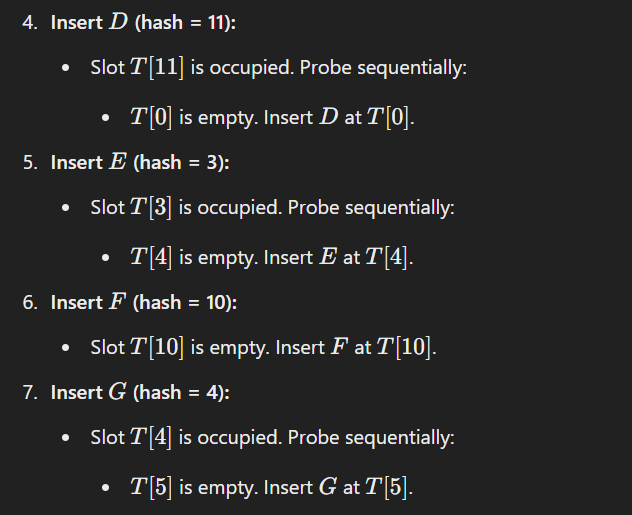 4. Insert D (hash = 11):
• Slot T[11] is occupied. Probe sequentially:
• T[0] is empty. Insert D at T[0].
5. Insert E (hash = 3):
• Slot T[3] is occupied. Probe sequentially:
• T[4] is empty. Insert E at T[4].
6. Insert F (hash = 10):
• Slot T[10] is empty. Insert F at T[10].
7. Insert G (hash = 4):
• Slot T[4] is occupied. Probe sequentially:
• T[5] is empty. Insert G at T[5].